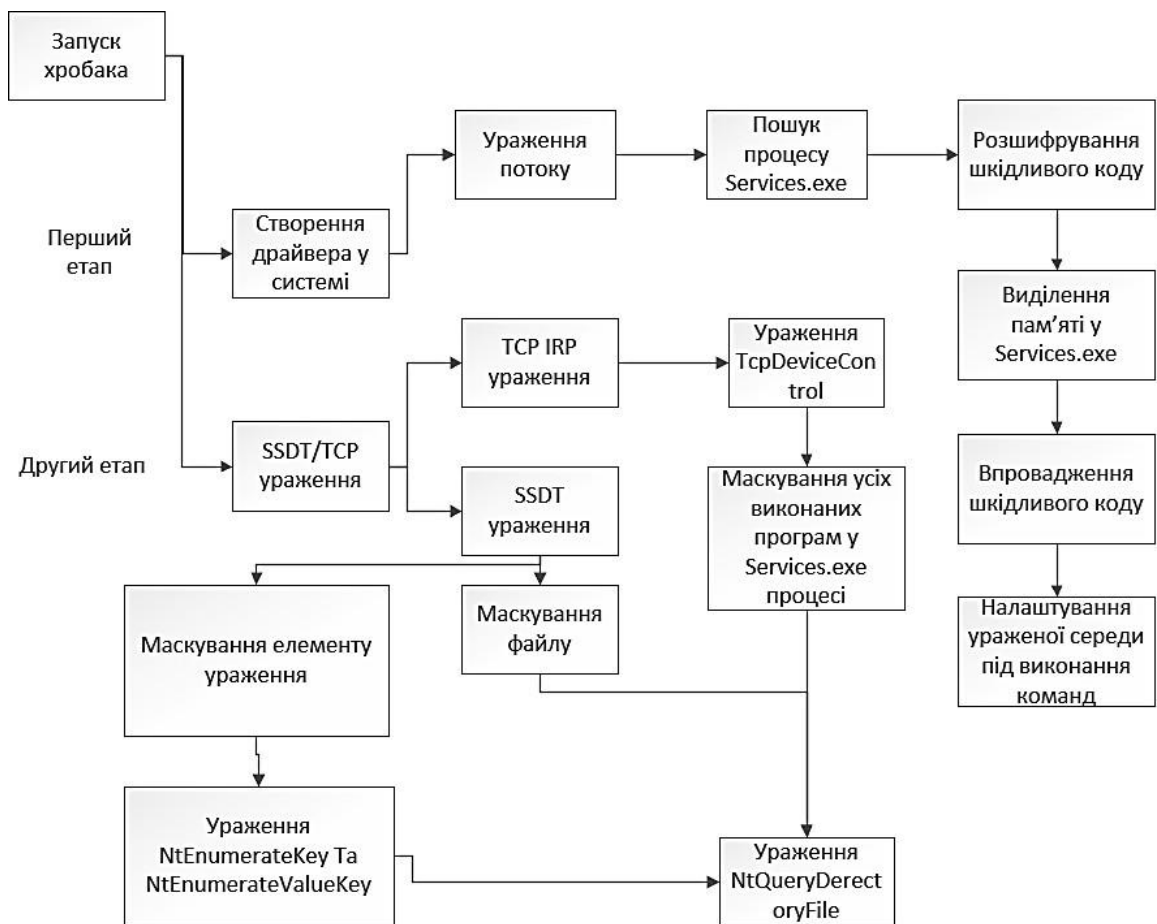 Запуск
хробака
Ураження
потоку
Пошук
процесу
Services.exe
Розшифрування
шкідливого коду
Перший
етап
Створення
драйвера у
системі
Виділення
пам’яті у
Services.exe
TCP IRP
ураження
Ураження
TcpDeviceCon
trol
Другий етап
SSDT/TCP
ураження
SSDT
ураження
Маскування усіх
виконаних
програм у
Services.exe
процесі
Впровадження
шкідливого коду
Маскування елементу
ураження
Маскування
файлу
Налаштування
ураженої середи
під виконання
команд
Ураження
NtEnumerateKey Та
NtEnumerateValueKey
Ураження
NtQueryDerect
oryFile